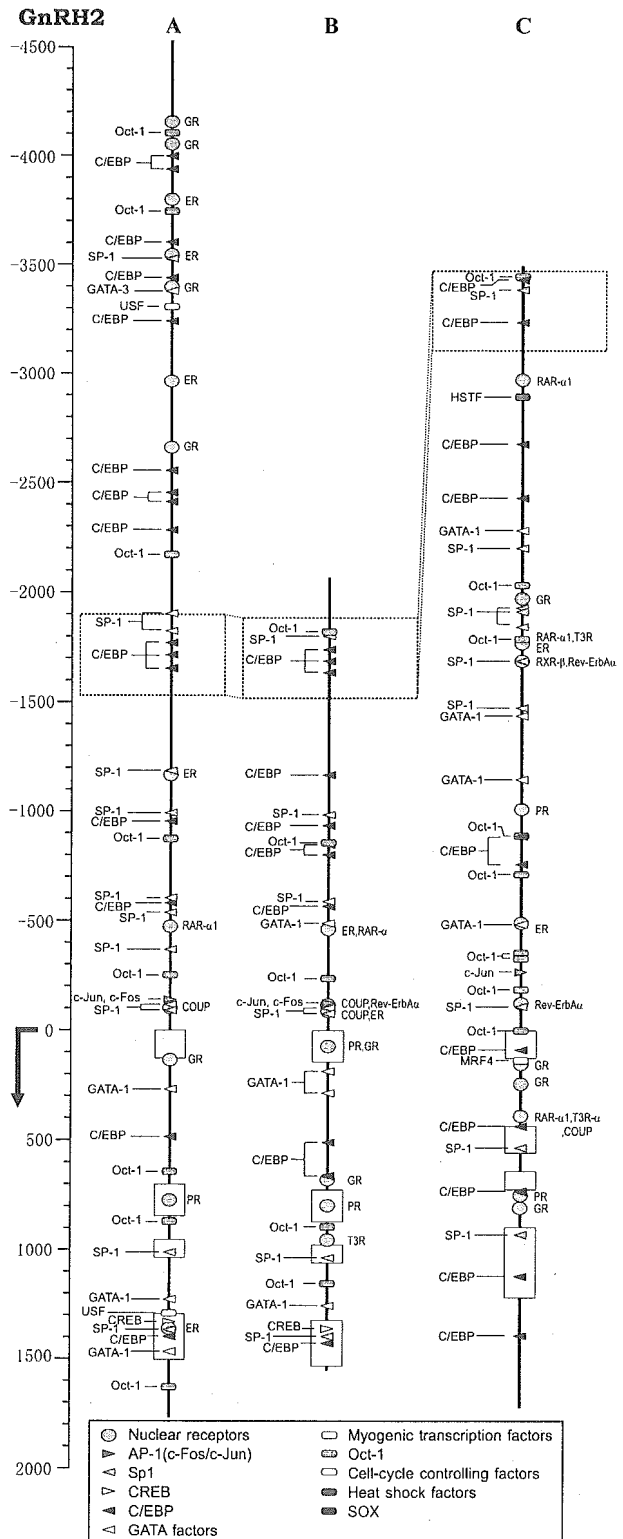 GnRH2
A
B
C
-4500
-4000
-3500
-3000
-2500
-2000
-1500
-1000
-500
0
500
1000
1500
2000
GR
Oct-1
GR
C/EBP
ER
Oct-1
C/EBP
ER
SP-1
C/EBP
GR
GATA-3
USF
C/EBP
ER
GR
C/EBP
C/EBP
C/EBP
Oct-1
SP-1
C/EBP
SP-1
ER
SP-1
C/EBP
Oct-1
SP-1
C/EBP
SP-1
RAR-α1
SP-1
Oct-1
c-Jun, c-Fos
SP-1
COUP
GR
GATA-1
C/EBP
Oct-1
PR
Oct-1
SP-1
GATA-1
USF
CREB
SP-1
ER
C/EBP
GATA-1
Oct-1
Oct-1
SP-1
C/EBP
C/EBP
SP-1
C/EBP
Oct-1
C/EBP
SP-1
C/EBP
GATA-1
ER,RAR-α
Oct-1
c-Jun, c-Fos
COUP,Rev-ErbAα
SP-1
COUP,ER
PR,GR
GATA-1
C/EBP
GR
PR
Oct-1
T3R
SP-1
Oct-1
GATA-1
CREB
SP-1
C/EBP
Oct-1
C/EBP
SP-1
C/EBP
RAR-α1
HSTF
C/EBP
C/EBP
GATA-1
SP-1
Oct-1
GR
SP-1
Oct-1
RAR-α1,T3R
ER
SP-1
RXR-β,Rev-ErbAα
SP-1
GATA-1
GATA-1
PR
Oct-1
C/EBP
Oct-1
GATA-1
ER
Oct-1
c-Jun
Oct-1
SP-1
Rev-ErbAα
Oct-1
C/EBP
MRF4
GR
GR
RAR-α1,T3R-α
,COUP
C/EBP
SP-1
C/EBP
PR
GR
SP-1
C/EBP
C/EBP
Nuclear receptors
AP-1(c-Fos/c-Jun)
Sp1
CREB
C/EBP
GATA factors
Myogenic transcription factors
Oct-1
Cell-cycle controlling factors
Heat shock factors
SOX